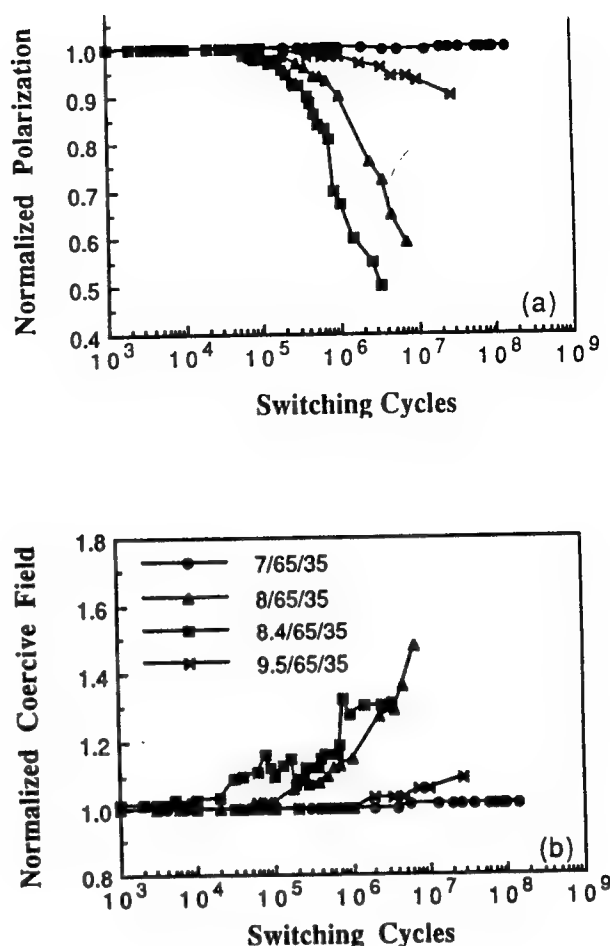 Normalized Polarization
1.0
0.9
0.8
0.7
0.6
0.5
0.4
(a)
10^3 10^4 10^5 10^6 10^7 10^8 10^9
Switching Cycles
Normalized Coercive Field
1.8
1.6
1.4
1.2
1.0
0.8
7/65/35
8/65/35
8.4/65/35
9.5/65/35
(b)
10^3 10^4 10^5 10^6 10^7 10^8 10^9
Switching Cycles